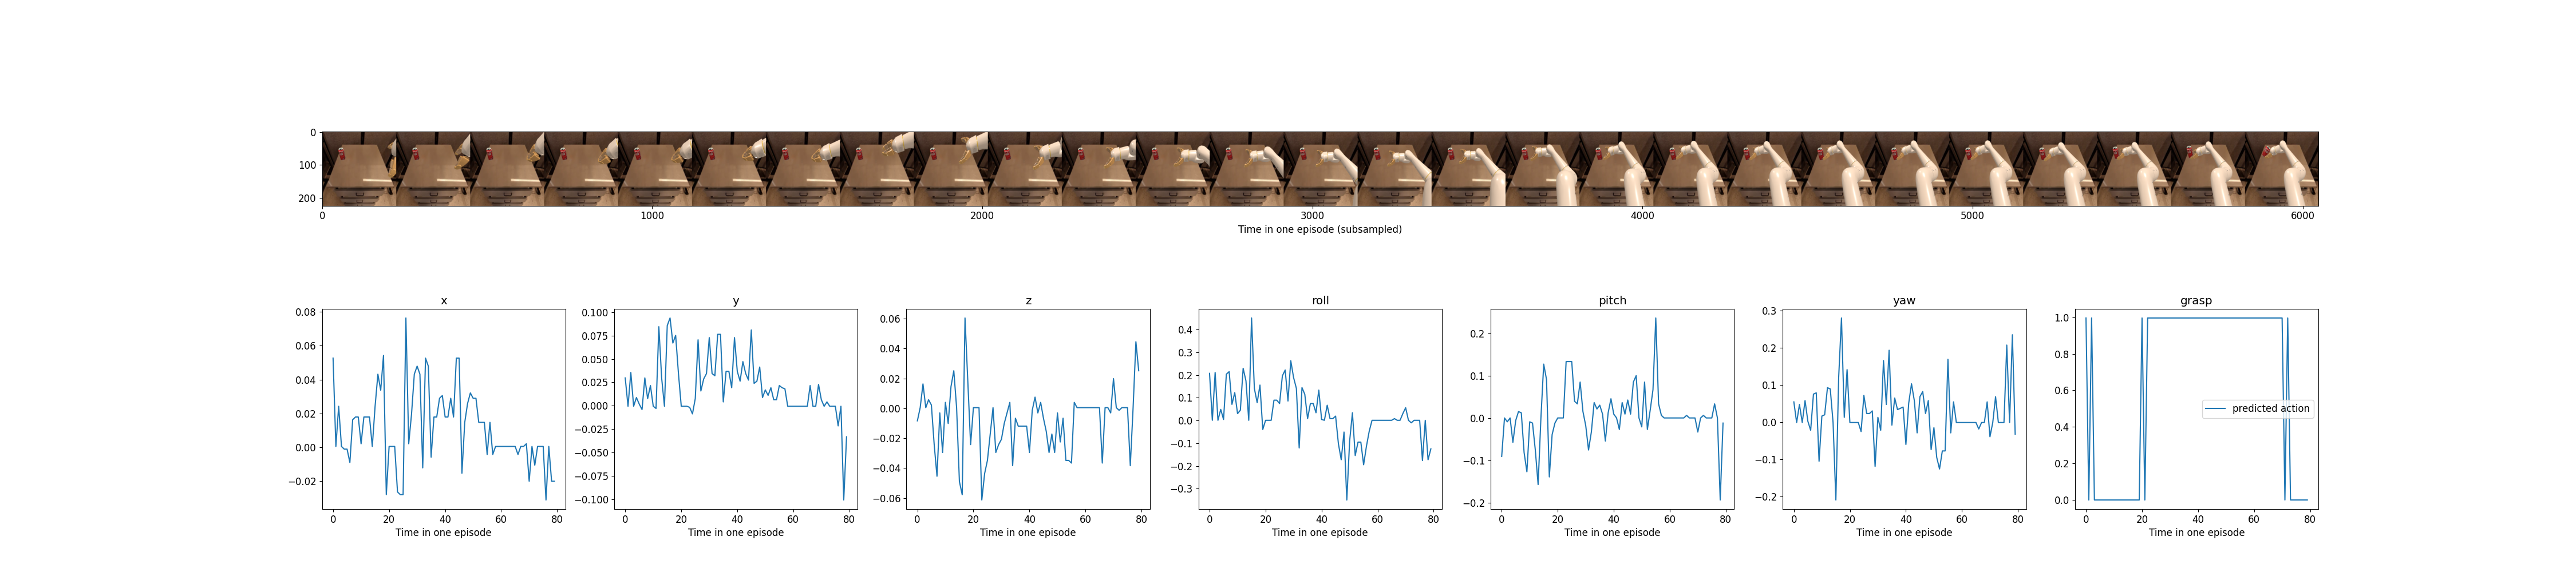 0
100
200
0 1000 2000 3000 4000 5000 6000
Time in one episode (subsampled)
x
0.08
0.06
0.04
0.02
0.00
−0.02
0 20 40 60 80
Time in one episode
y
0.100
0.075
0.050
0.025
0.000
−0.025
−0.050
−0.075
−0.100
0 20 40 60 80
Time in one episode
z
0.06
0.04
0.02
0.00
−0.02
−0.04
−0.06
0 20 40 60 80
Time in one episode
roll
0.4
0.3
0.2
0.1
0.0
−0.1
−0.2
−0.3
0 20 40 60 80
Time in one episode
pitch
0.2
0.1
0.0
−0.1
−0.2
0 20 40 60 80
Time in one episode
yaw
0.3
0.2
0.1
0.0
−0.1
−0.2
0 20 40 60 80
Time in one episode
grasp
1.0
0.8
0.6
0.4
0.2
0.0
predicted action
0 20 40 60 80
Time in one episode